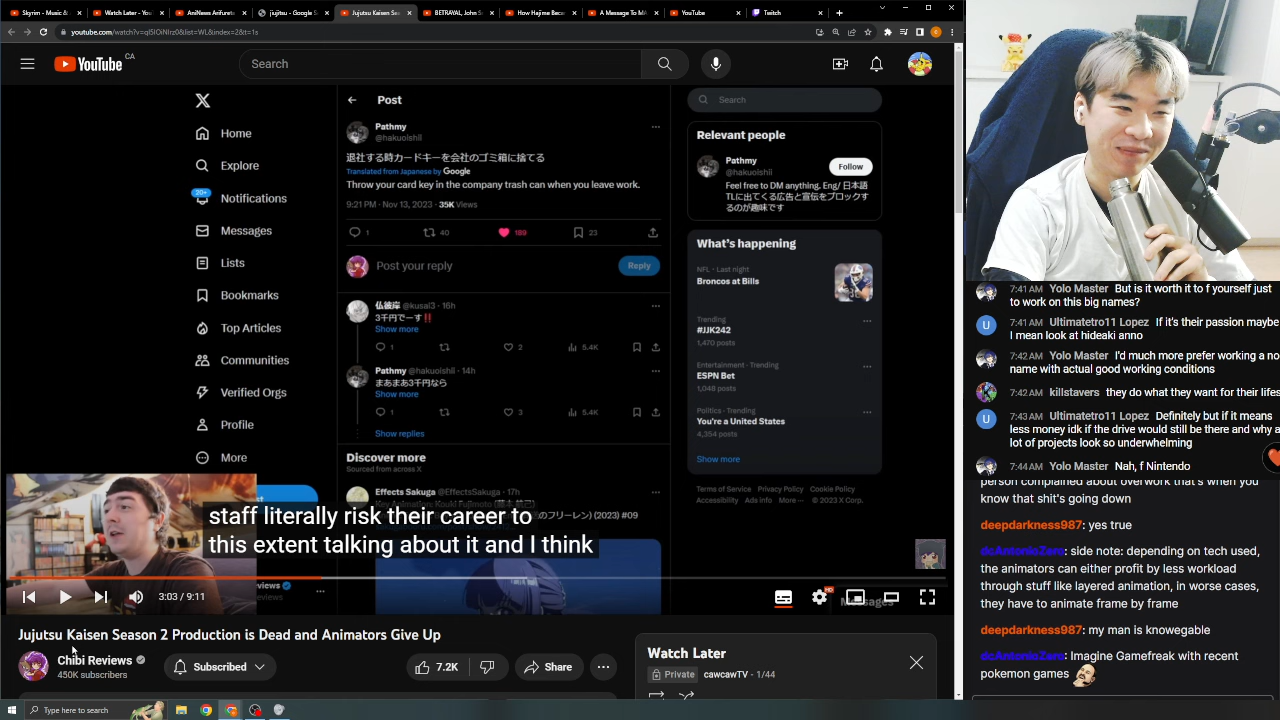 Skyrim - Music &
Watch Later - You
AniNews Arifuret
jiujitsu - Google S
Jujutsu Kaisen Sea
BETRAYAL, John S
How Hajime Beca
A Message To M
YouTube
Twitch
YouTube CA
Search
Post
Search
Pathmy
@hakuoishii
退社する時カードキーを会社のゴミ箱に捨てる
Translated from Japanese by Google
Throw your card key in the company trash can when you leave work.
9:21 PM · Nov 13, 2023 · 35K Views
1
40
189
23
Post your reply
Reply
Home
Explore
20+
Notifications
Messages
Lists
Bookmarks
Top Articles
Communities
Verified Orgs
Profile
More
仏彼岸 @kusal3 · 16h
3千円でーす‼️
Show more
1
2
5.4K
Pathmy @hakuoishii · 14h
まあまあ3千円なら
Show more
1
3
5.4K
Show replies
Discover more
Sourced from across X
Effects Sakuga @EffectsSakuga · 17h
のフリーレン) (2023) #09
Relevant people
Pathmy
@hakuoishii
Follow
Feel free to DM anything. Eng/ 日本語
TLに出てくる広告と宣伝をブロックす
るのが趣味です
What's happening
NFL · Last night
Broncos at Bills
Trending
#JJK242
1,470 posts
Entertainment · Trending
ESPN Bet
1,048 posts
Politics · Trending
You're a United States
4,354 posts
Show more
Terms of Service Privacy Policy Cookie Policy
Accessibility Ads info More ··· © 2023 X Corp.
staff literally risk their career to
this extent talking about it and I think
3:03 / 9:11
HD
Messages
Jujutsu Kaisen Season 2 Production is Dead and Animators Give Up
Chibi Reviews
450K subscribers
Subscribed
7.2K
Share
Watch Later
Private
cawcawTV - 1/44
Type here to search
7:41 AM Yolo Master But is it worth it to f yourself just
to work on this big names?
U
7:41 AM Ultimatetro11 Lopez If it's their passion maybe
I mean look at hideaki anno
7:42 AM Yolo Master I'd much more prefer working a no
name with actual good working conditions
7:42 AM killstavers they do what they want for their lifes
U
7:43 AM Ultimatetro11 Lopez Definitely but if it means
less money idk if the drive would still be there and why a
lot of projects look so underwhelming
7:44 AM Yolo Master Nah, f Nintendo
person complained about overwork that's when you
know that shit's going down
deepdarkness987: yes true
dcAntonioZero: side note: depending on tech used,
the animators can either profit by less workload
through stuff like layered animation, in worse cases,
they have to animate frame by frame
deepdarkness987: my man is knowegable
dcAntonioZero: Imagine Gamefreak with recent
pokemon games